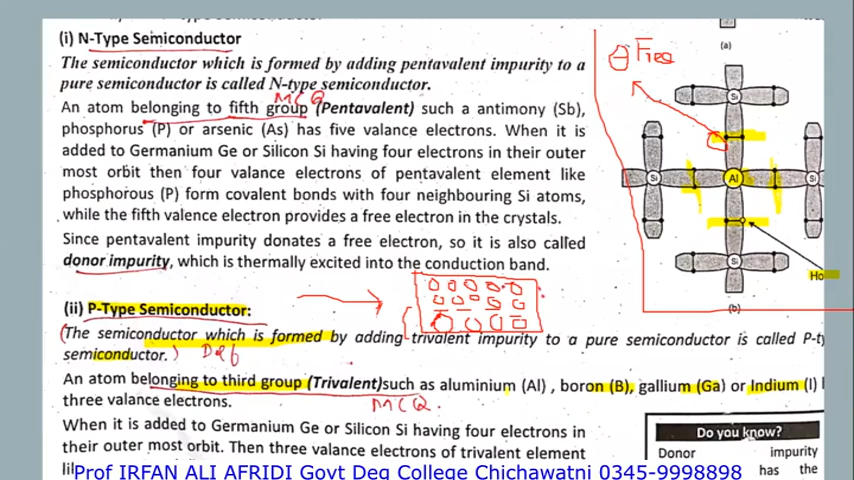 (i) N-Type Semiconductor
The semiconductor which is formed by adding pentavalent impurity to a
pure semiconductor is called N-type semiconductor.
MCQ
An atom belonging to fifth group (Pentavalent) such a antimony (Sb),
phosphorus (P) or arsenic (As) has five valance electrons. When it is
added to Germanium Ge or Silicon Si having four electrons in their outer
most orbit then four valance electrons of pentavalent element like
phosphorous (P) form covalent bonds with four neighbouring Si atoms,
while the fifth valence electron provides a free electron in the crystals.
Since pentavalent impurity donates a free electron, so it is also called
donor impurity, which is thermally excited into the conduction band.
(ii) P-Type Semiconductor:
(The semiconductor which is formed by adding trivalent impurity to a pure semiconductor is called P-ty
semiconductor.) Def
An atom belonging to third group (Trivalent) such as aluminium (Al) , boron (B), gallium (Ga) or Indium (I)
three valance electrons.
MCQ.
When it is added to Germanium Ge or Silicon Si having four electrons in
their outer most orbit. Then three valance electrons of trivalent element
(a)
Free
Si
Si
Al
Si
Si
Ho
(b)
Do you know?
Donor impurity
has the
Prof IRFAN ALI AFRIDI Govt Deg College Chichawatni 0345-9998898